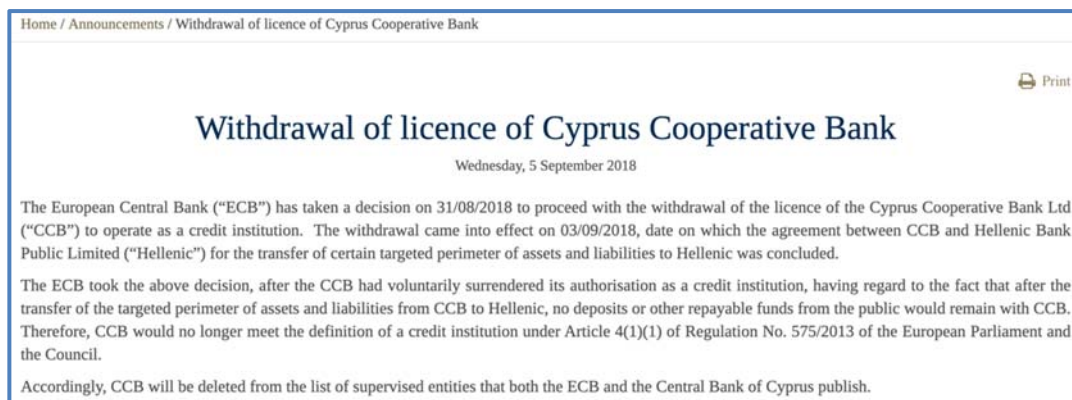 Home / Announcements / Withdrawal of licence of Cyprus Cooperative Bank
Print
Withdrawal of licence of Cyprus Cooperative Bank
Wednesday, 5 September 2018
The European Central Bank (“ECB”) has taken a decision on 31/08/2018 to proceed with the withdrawal of the licence of the Cyprus Cooperative Bank Ltd
(“CCB”) to operate as a credit institution. The withdrawal came into effect on 03/09/2018, date on which the agreement between CCB and Hellenic Bank
Public Limited (“Hellenic”) for the transfer of certain targeted perimeter of assets and liabilities to Hellenic was concluded.
The ECB took the above decision, after the CCB had voluntarily surrendered its authorisation as a credit institution, having regard to the fact that after the
transfer of the targeted perimeter of assets and liabilities from CCB to Hellenic, no deposits or other repayable funds from the public would remain with CCB.
Therefore, CCB would no longer meet the definition of a credit institution under Article 4(1)(1) of Regulation No. 575/2013 of the European Parliament and
the Council.
Accordingly, CCB will be deleted from the list of supervised entities that both the ECB and the Central Bank of Cyprus publish.